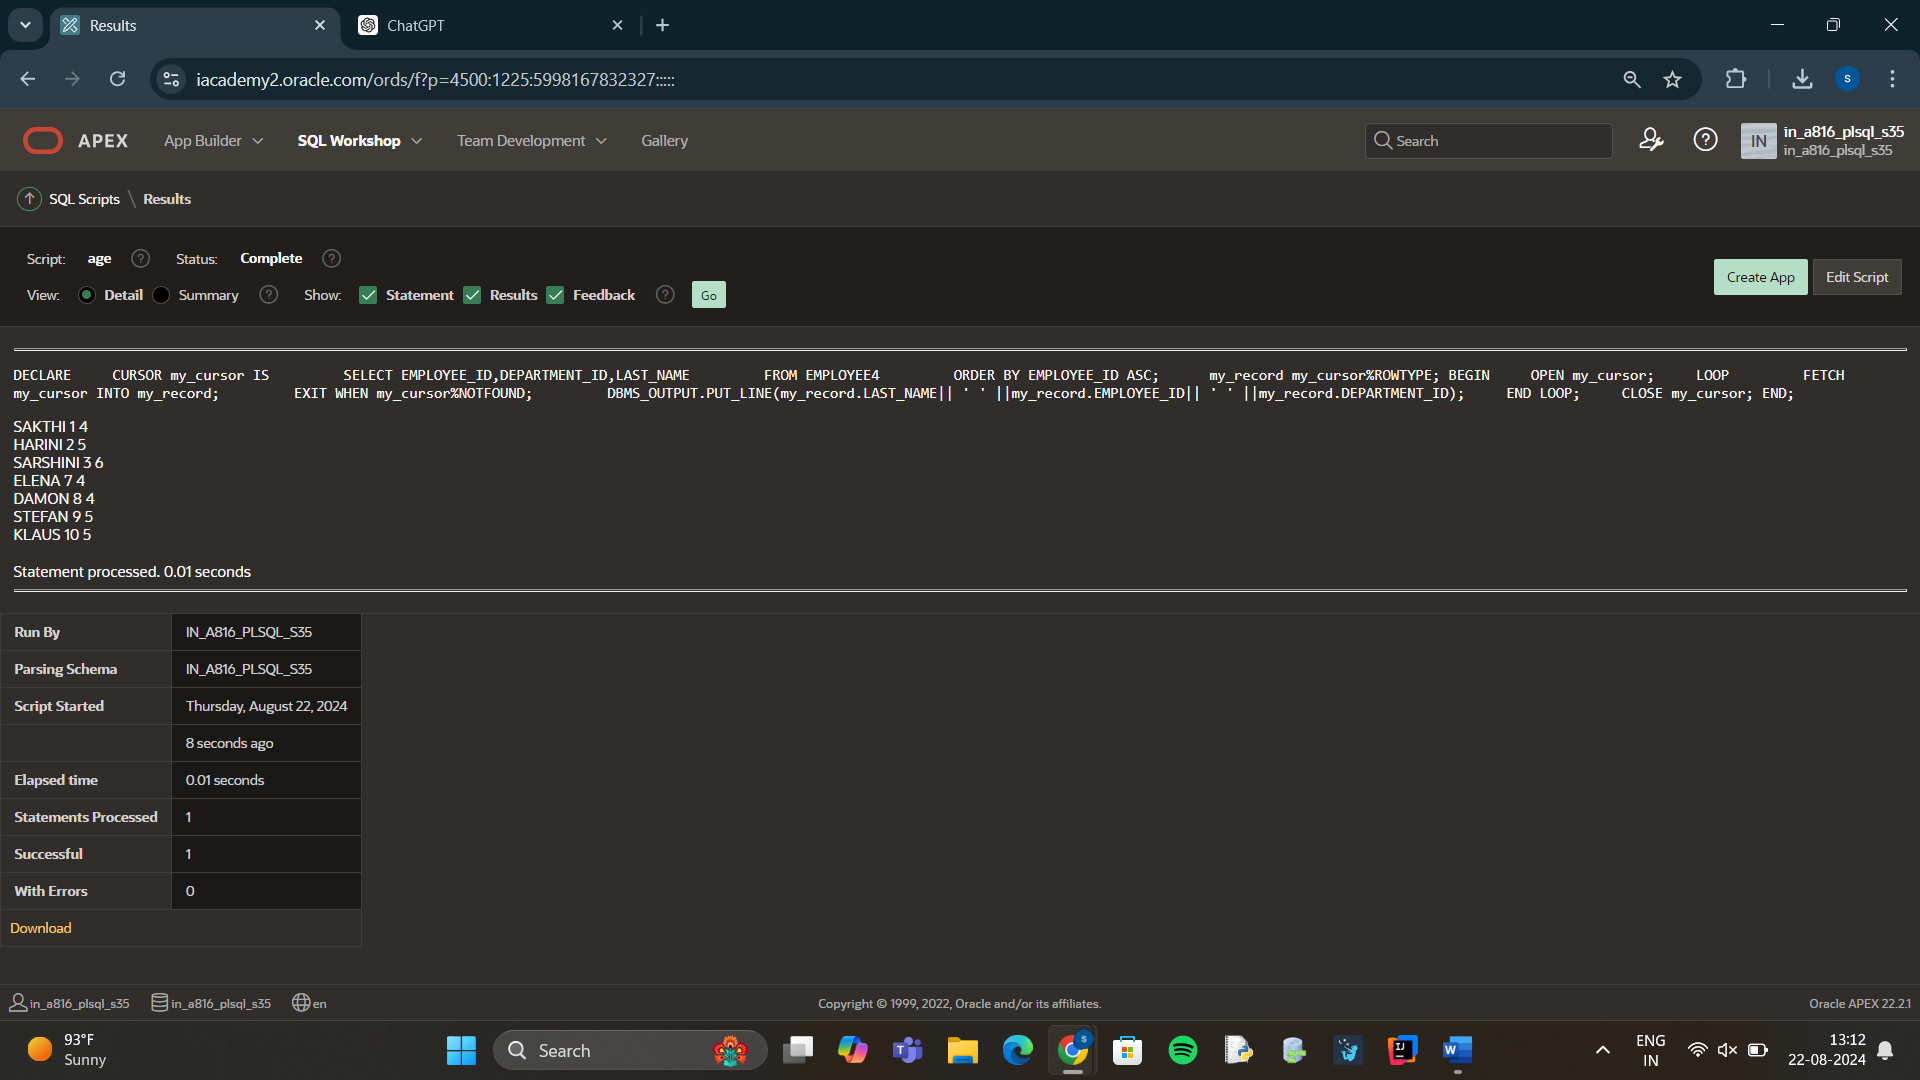 Results
ChatGPT
iacademy2.oracle.com/ords/f?p=4500:1225:5998167832327:::::
S
APEX App Builder SQL Workshop Team Development Gallery
Search
IN
in_a816_plsql_s35
in_a816_plsql_s35
SQL Scripts \ Results
Script: age ? Status: Complete ?
View: Detail Summary ? Show: Statement Results Feedback ? Go
Create App Edit Script
DECLARE CURSOR my_cursor IS SELECT EMPLOYEE_ID,DEPARTMENT_ID,LAST_NAME FROM EMPLOYEE4 ORDER BY EMPLOYEE_ID ASC; my_record my_cursor%ROWTYPE; BEGIN OPEN my_cursor; LOOP FETCH
my_cursor INTO my_record; EXIT WHEN my_cursor%NOTFOUND; DBMS_OUTPUT.PUT_LINE(my_record.LAST_NAME|| ' ' ||my_record.EMPLOYEE_ID|| ' ' ||my_record.DEPARTMENT_ID); END LOOP; CLOSE my_cursor; END;
SAKTHI 1 4
HARINI 2 5
SARSHINI 3 6
ELENA 7 4
DAMON 8 4
STEFAN 9 5
KLAUS 10 5
Statement processed. 0.01 seconds
Run By IN_A816_PLSQL_S35
Parsing Schema IN_A816_PLSQL_S35
Script Started Thursday, August 22, 2024
8 seconds ago
Elapsed time 0.01 seconds
Statements Processed 1
Successful 1
With Errors 0
Download
in_a816_plsql_s35 in_a816_plsql_s35 en
Copyright © 1999, 2022, Oracle and/or its affiliates.
Oracle APEX 22.2.1
93°F
Sunny
Search
ENG
IN
13:12
22-08-2024